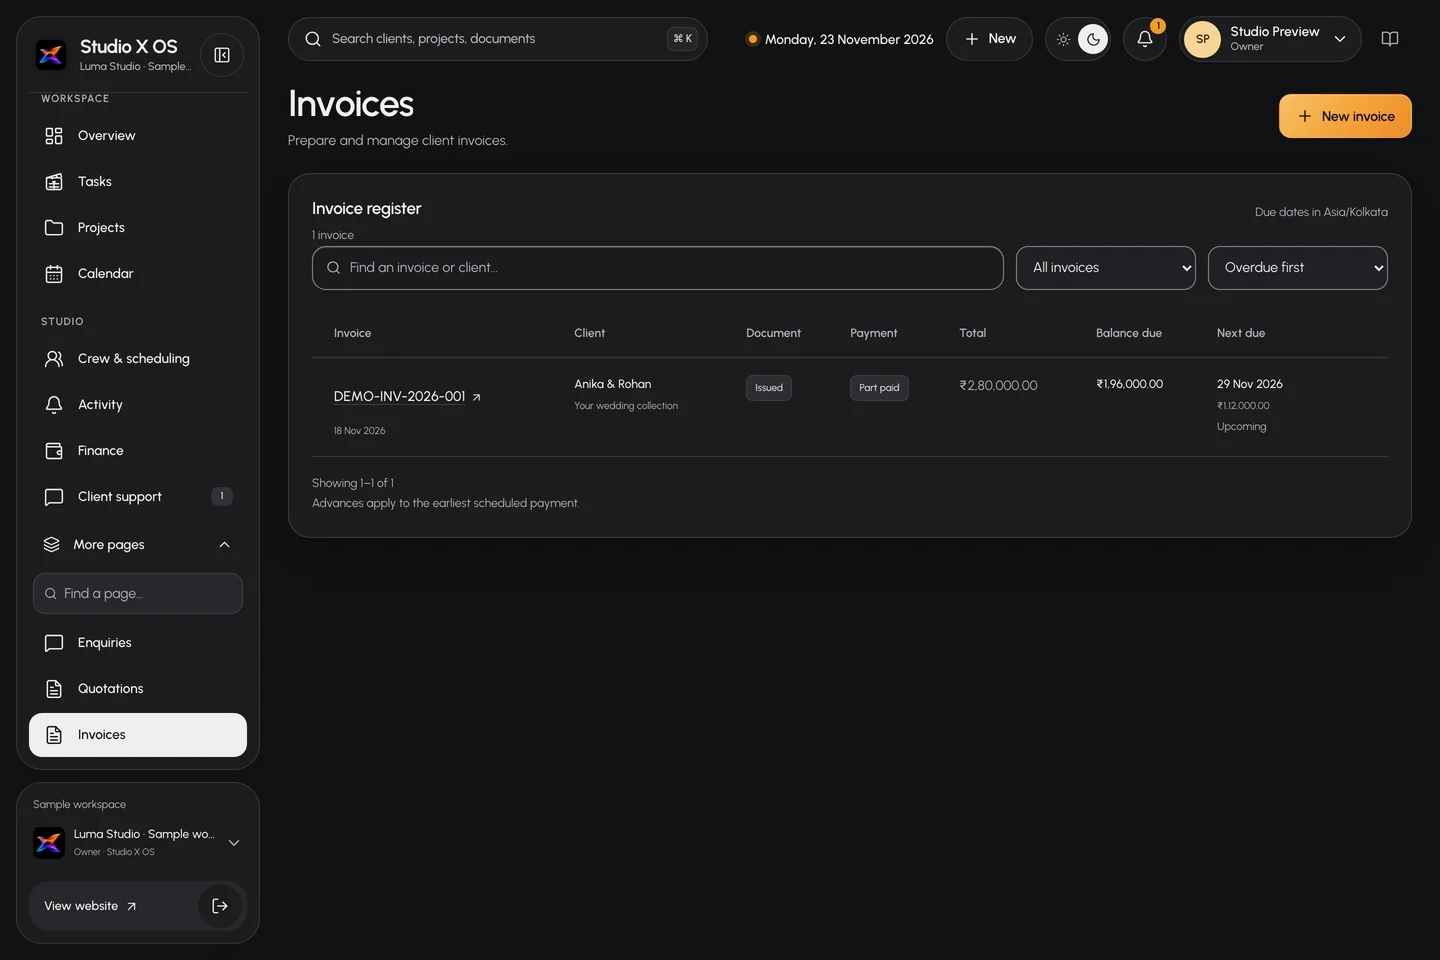 Studio X OS
Luma Studio · Sample...
WORKSPACE
Overview
Tasks
Projects
Calendar
STUDIO
Crew & scheduling
Activity
Finance
Client support 1
More pages
Find a page...
Enquiries
Quotations
Invoices
Sample workspace
Luma Studio · Sample wo...
Owner · Studio X OS
View website
Search clients, projects, documents ⌘ K
Monday, 23 November 2026
New
1
SP
Studio Preview
Owner
Invoices
Prepare and manage client invoices.
New invoice
Invoice register
Due dates in Asia/Kolkata
1 invoice
Find an invoice or client...
All invoices
Overdue first
Invoice Client Document Payment Total Balance due Next due
DEMO-INV-2026-001
18 Nov 2026
Anika & Rohan
Your wedding collection
Issued
Part paid
₹2,80,000.00
₹1,96,000.00
29 Nov 2026
₹1,12,000.00
Upcoming
Showing 1–1 of 1
Advances apply to the earliest scheduled payment.